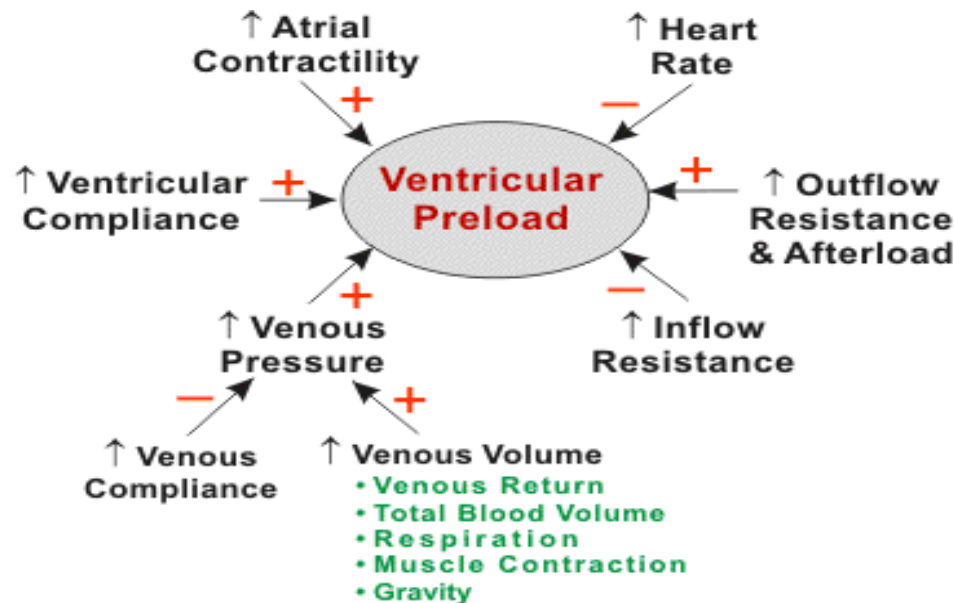 ↑ Atrial
Contractility
+
↑ Heart
Rate
−
↑ Ventricular
Compliance
+
Ventricular
Preload
+
↑ Outflow
Resistance
& Afterload
↑ Venous
Pressure
+
−
↑ Inflow
Resistance
−
↑ Venous
Compliance
+
↑ Venous Volume
• Venous Return
• Total Blood Volume
• Respiration
• Muscle Contraction
• Gravity